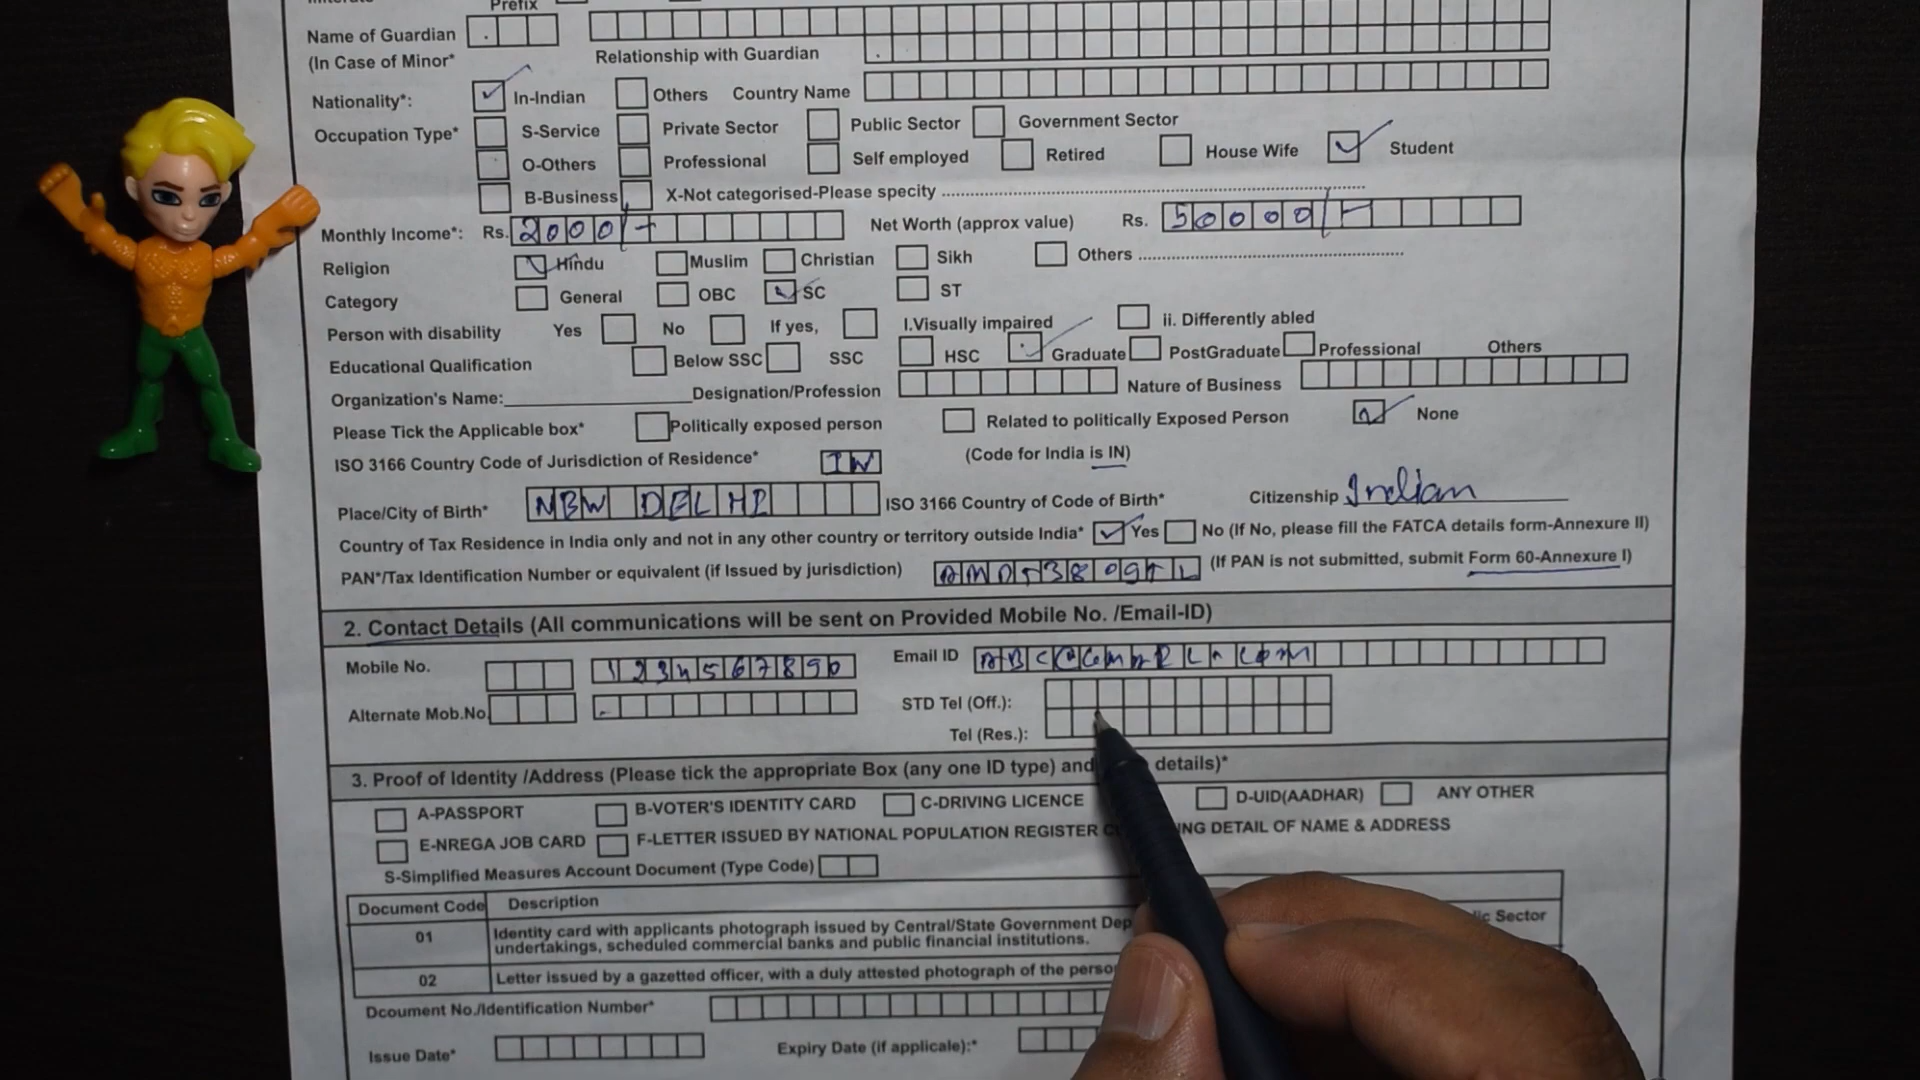 Prefix
Name of Guardian
(In Case of Minor* Relationship with Guardian
Nationality*: In-Indian Others Country Name
Occupation Type* S-Service Private Sector Public Sector Government Sector
O-Others Professional Self employed Retired House Wife Student
B-Business X-Not categorised-Please specity ........................................
Monthly Income*: Rs. 2000/- Net Worth (approx value) Rs. 50000/-
Religion Hindu Muslim Christian Sikh Others ........................................
Category General OBC SC ST
Person with disability Yes No If yes, I.Visually impaired ii. Differently abled
Educational Qualification Below SSC SSC HSC Graduate PostGraduate Professional Others
Organization's Name: Designation/Profession Nature of Business
Please Tick the Applicable box* Politically exposed person Related to politically Exposed Person None
ISO 3166 Country Code of Jurisdiction of Residence* IN (Code for India is IN)
Place/City of Birth* NEW DELHI ISO 3166 Country of Code of Birth* Citizenship Indian
Country of Tax Residence in India only and not in any other country or territory outside India* Yes No (If No, please fill the FATCA details form-Annexure II)
PAN*/Tax Identification Number or equivalent (if Issued by jurisdiction) (If PAN is not submitted, submit Form 60-Annexure I)
2. Contact Details (All communications will be sent on Provided Mobile No. /Email-ID)
Mobile No. 1234567890 Email ID
Alternate Mob.No. STD Tel (Off.):
Tel (Res.):
3. Proof of Identity /Address (Please tick the appropriate Box (any one ID type) and details)*
A-PASSPORT B-VOTER'S IDENTITY CARD C-DRIVING LICENCE D-UID(AADHAR) ANY OTHER
E-NREGA JOB CARD F-LETTER ISSUED BY NATIONAL POPULATION REGISTER DETAIL OF NAME & ADDRESS
S-Simplified Measures Account Document (Type Code)
Document Code Description
01 Identity card with applicants photograph issued by Central/State Government Sector
undertakings, scheduled commercial banks and public financial institutions.
02 Letter issued by a gazetted officer, with a duly attested photograph of the
Dcoument No./Identification Number*
Issue Date* Expiry Date (if applicale):*